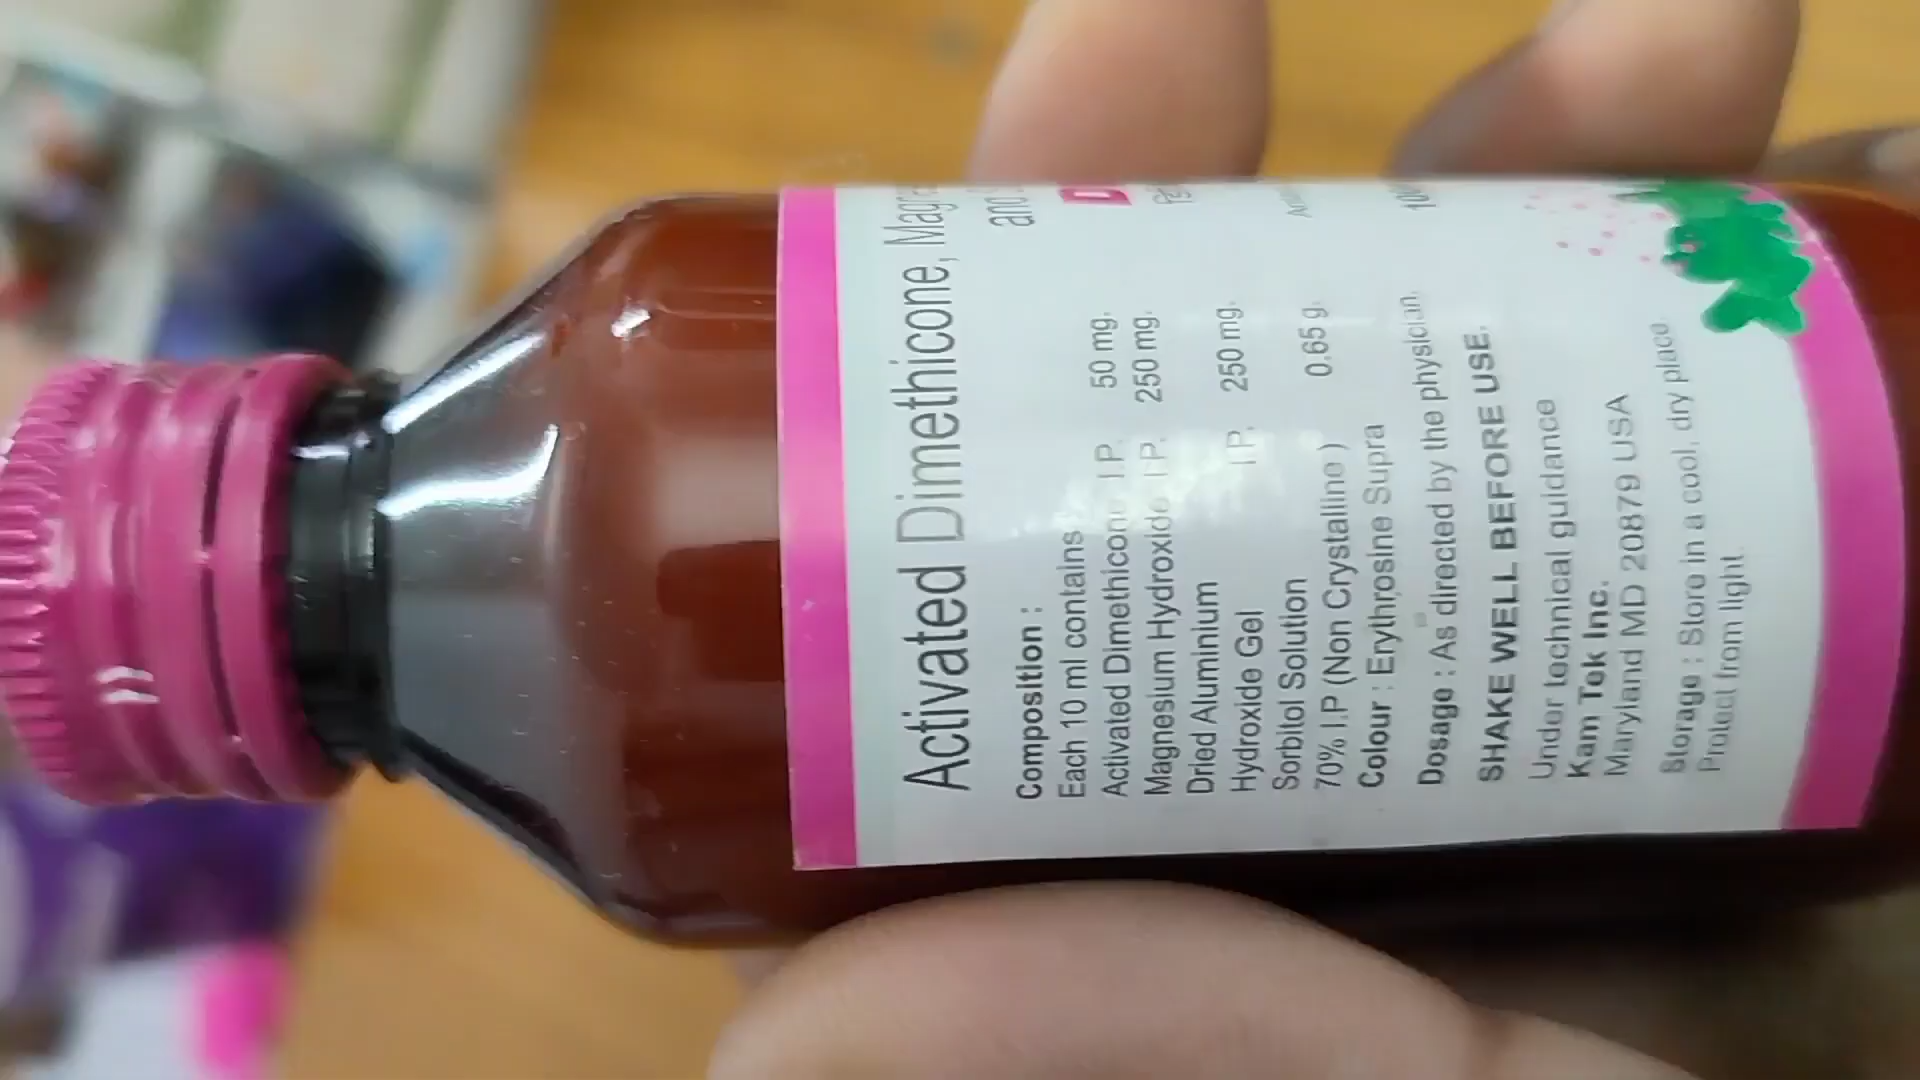 Activated Dimethicone,
and
Composition :
Each 10 ml contains
Activated Dimethicone I.P. 50 mg.
Magnesium Hydroxide I.P. 250 mg.
Dried Aluminium
Hydroxide Gel I.P. 250 mg.
Sorbitol Solution
70% I.P (Non Crystalline) 0.65 g.
Colour : Erythrosine Supra
Dosage : As directed by the physician.
SHAKE WELL BEFORE USE.
Under technical guidance
Kam Tek Inc.
Maryland MD 20879 USA
Storage : Store in a cool, dry place.
Protect from light.